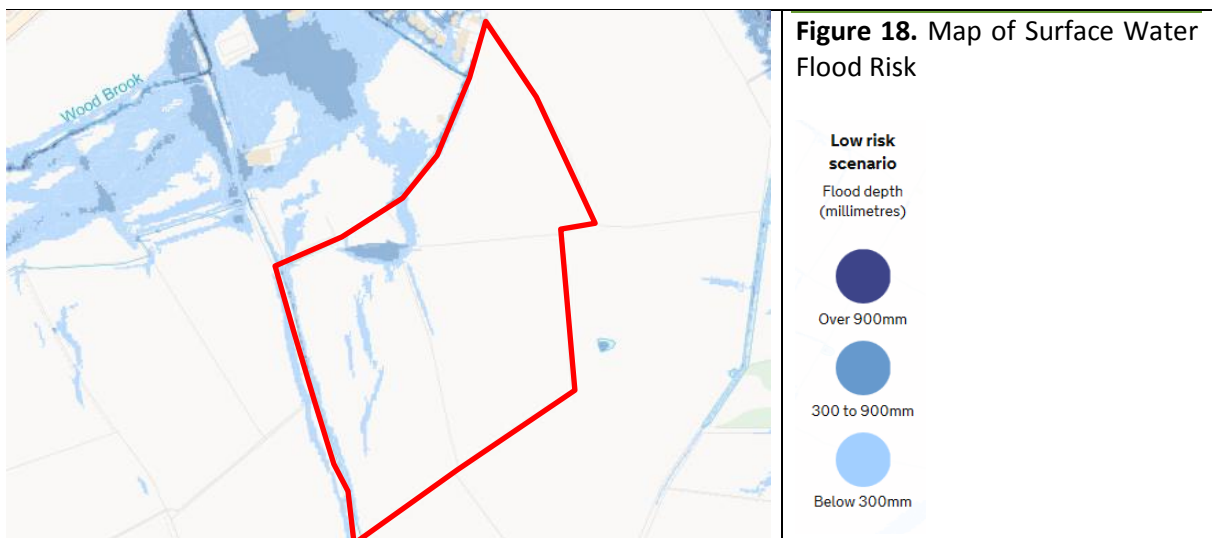 Wood Brook
Figure 18. Map of Surface Water
Flood Risk
Low risk
scenario
Flood depth
(millimetres)
Over 900mm
300 to 900mm
Below 300mm